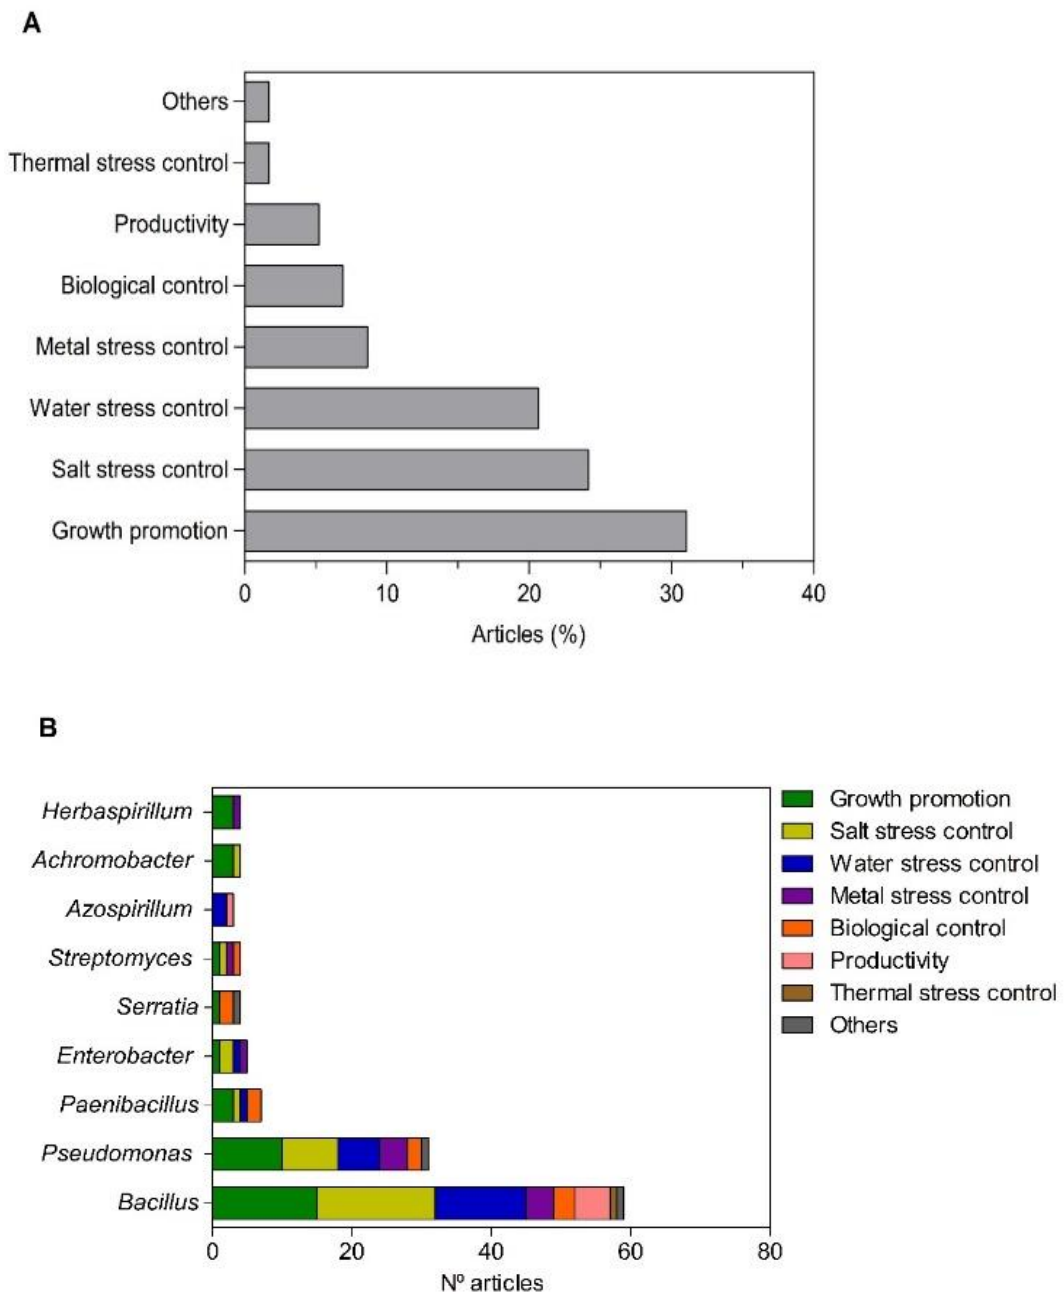 A
Others
Thermal stress control
Productivity
Biological control
Metal stress control
Water stress control
Salt stress control
Growth promotion
0 10 20 30 40
Articles (%)
B
Herbaspirillum
Achromobacter
Azospirillum
Streptomyces
Serratia
Enterobacter
Paenibacillus
Pseudomonas
Bacillus
0 20 40 60 80
Nº articles
Growth promotion
Salt stress control
Water stress control
Metal stress control
Biological control
Productivity
Thermal stress control
Others